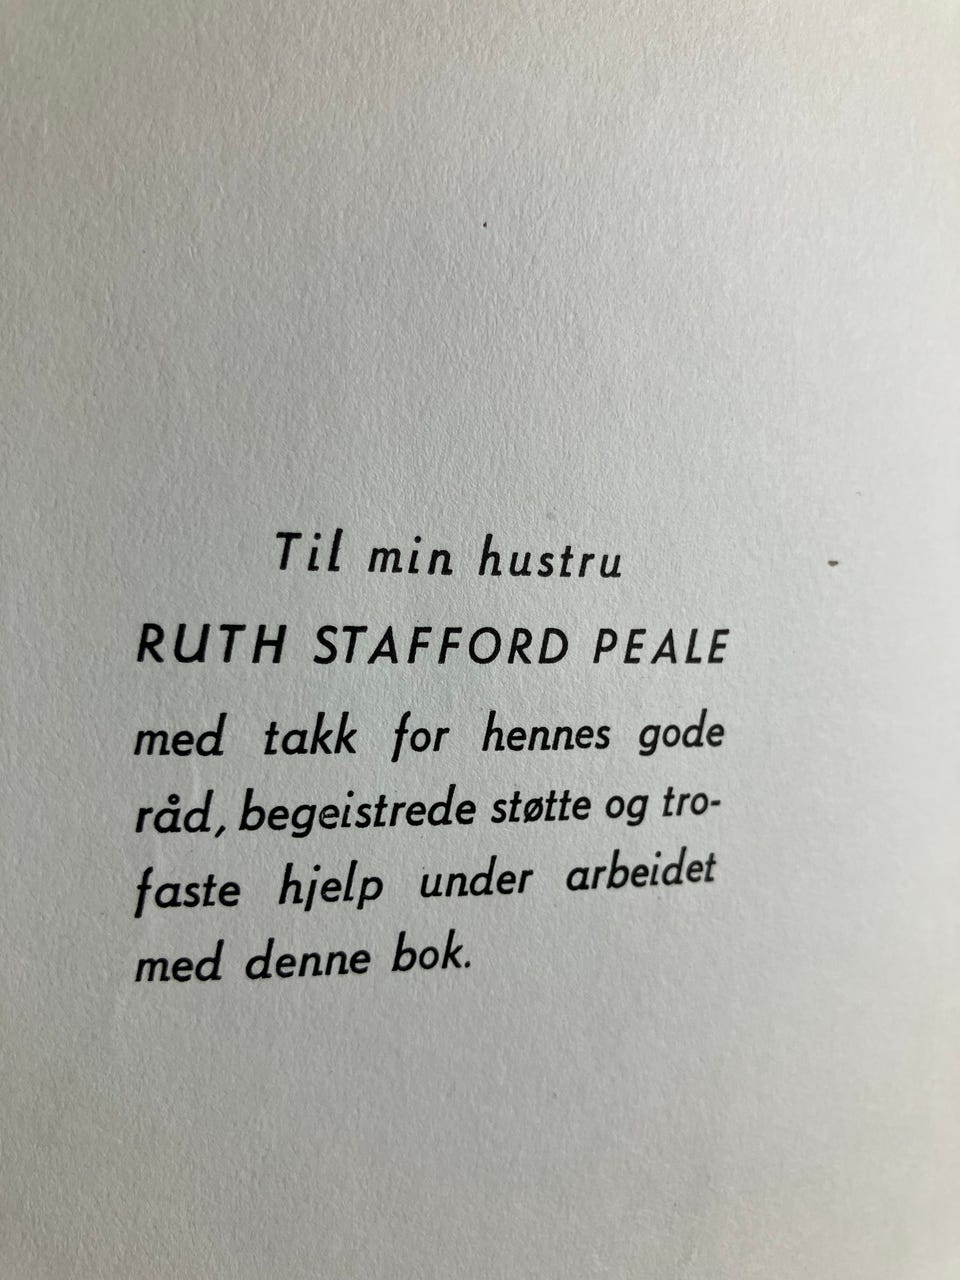 Til min hustru
RUTH STAFFORD PEALE
med takk for hennes gode
råd, begeistrede støtte og tro-
faste hjelp under arbeidet
med denne bok.